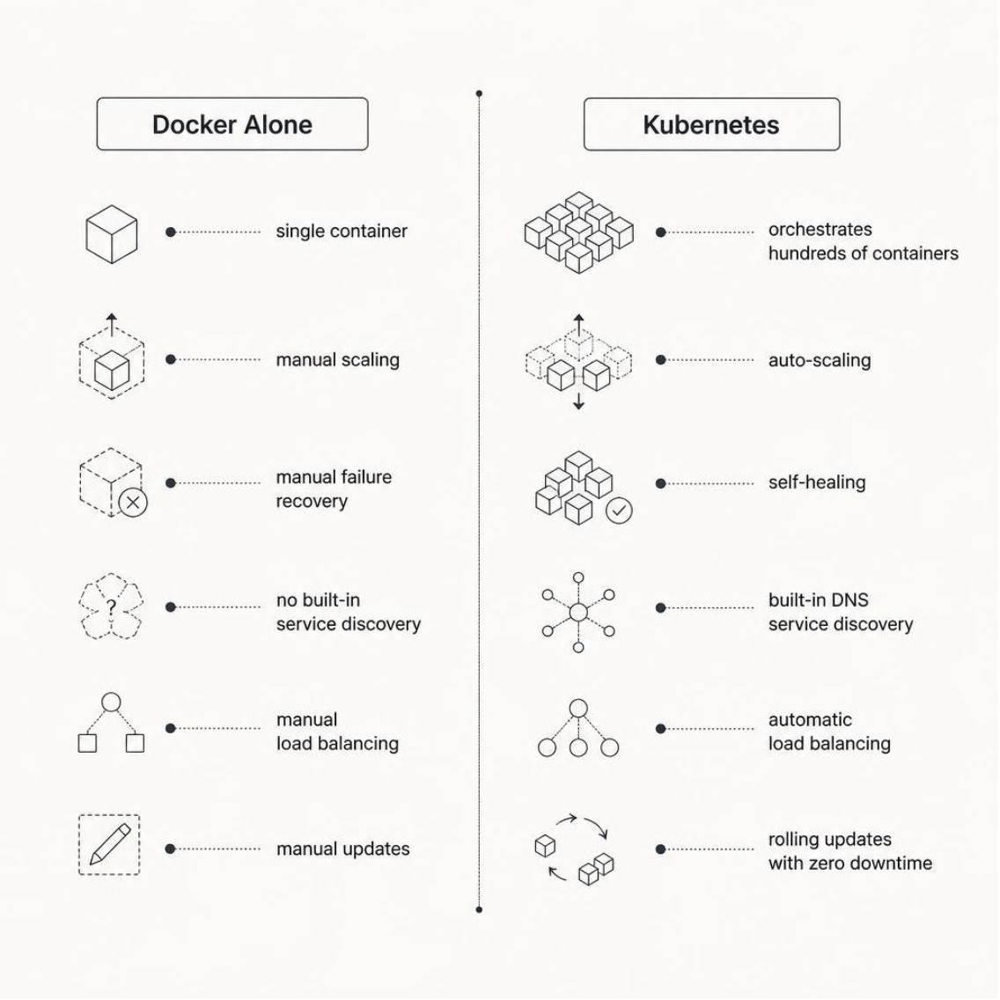 Docker Alone
single container
manual scaling
manual failure
recovery
?
no built-in
service discovery
manual
load balancing
manual updates
Kubernetes
orchestrates
hundreds of containers
auto-scaling
self-healing
built-in DNS
service discovery
automatic
load balancing
rolling updates
with zero downtime